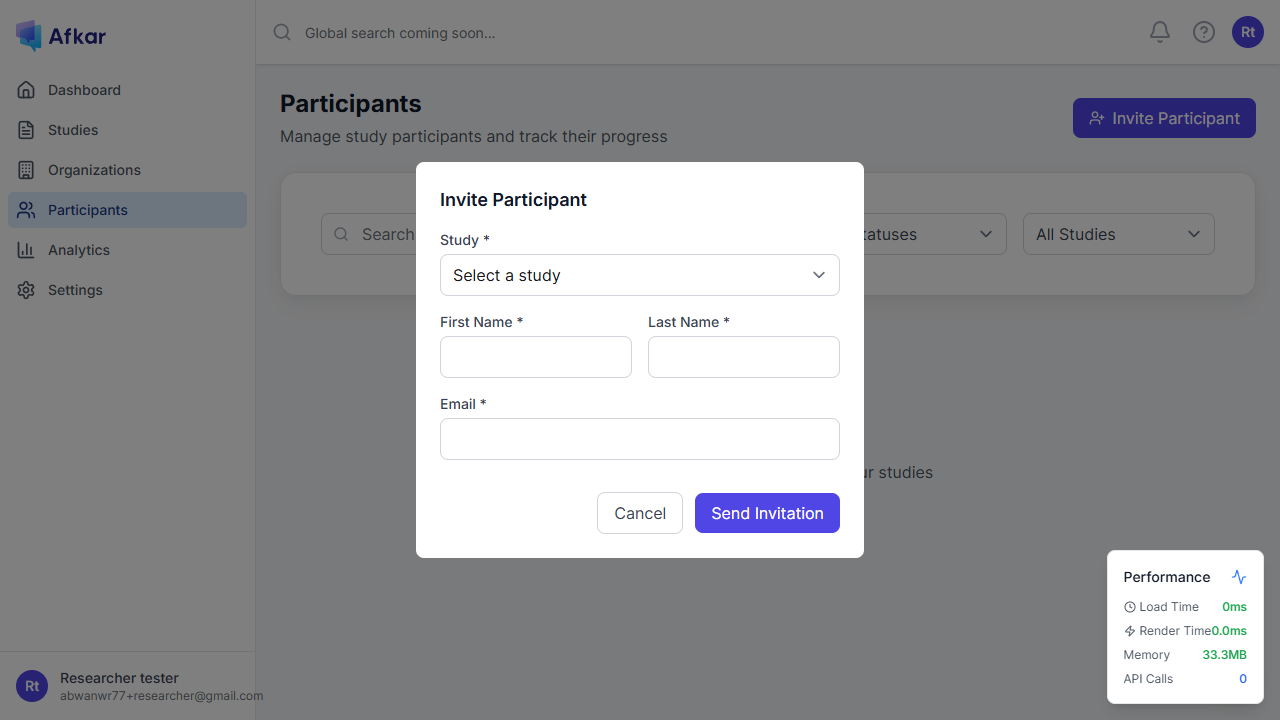 Afkar
Global search coming soon...
Rt
Dashboard
Studies
Organizations
Participants
Analytics
Settings
Participants
Manage study participants and track their progress
Invite Participant
Search
tatuses
All Studies
Invite Participant
Study *
Select a study
First Name *
Last Name *
Email *
ur studies
Cancel
Send Invitation
Performance
Load Time 0ms
Render Time 0.0ms
Memory 33.3MB
API Calls 0
Rt
Researcher tester
abwanwr77+researcher@gmail.com